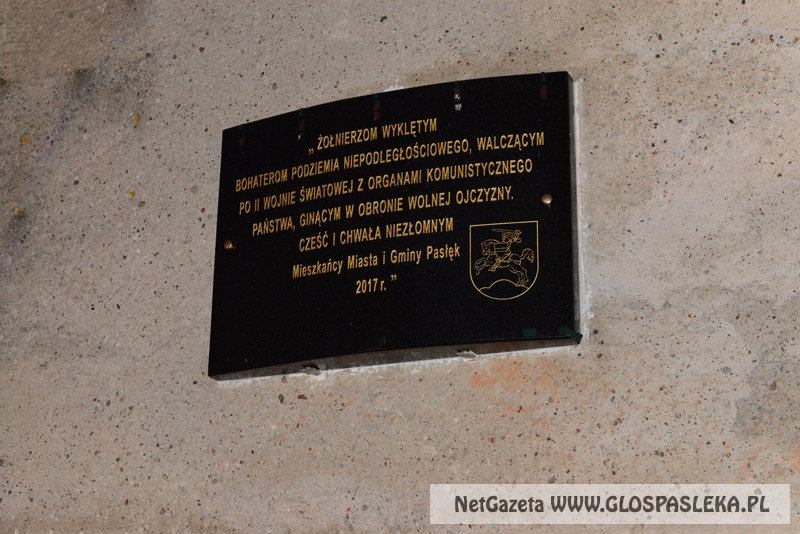 „ ŻOŁNIERZOM WYKLĘTYM
BOHATEROM PODZIEMIA NIEPODLEGŁOŚCIOWEGO, WALCZĄCYM
PO II WOJNIE ŚWIATOWEJ Z ORGANAMI KOMUNISTYCZNEGO
PAŃSTWA, GINĄCYM W OBRONIE WOLNEJ OJCZYZNY.
CZEŚĆ I CHWAŁA NIEZŁOMNYM
Mieszkańcy Miasta i Gminy Pasłęk
2017 r. ”
NetGazeta WWW.GLOSPASLEKA.PL